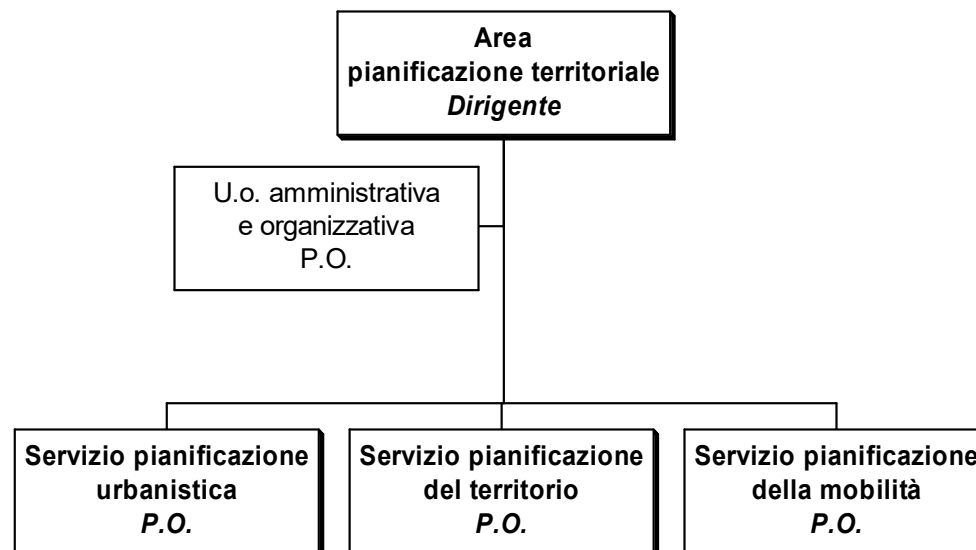 Area
pianificazione territoriale
Dirigente
U.o. amministrativa
e organizzativa
P.O.
Servizio pianificazione
urbanistica
P.O.
Servizio pianificazione
del territorio
P.O.
Servizio pianificazione
della mobilità
P.O.